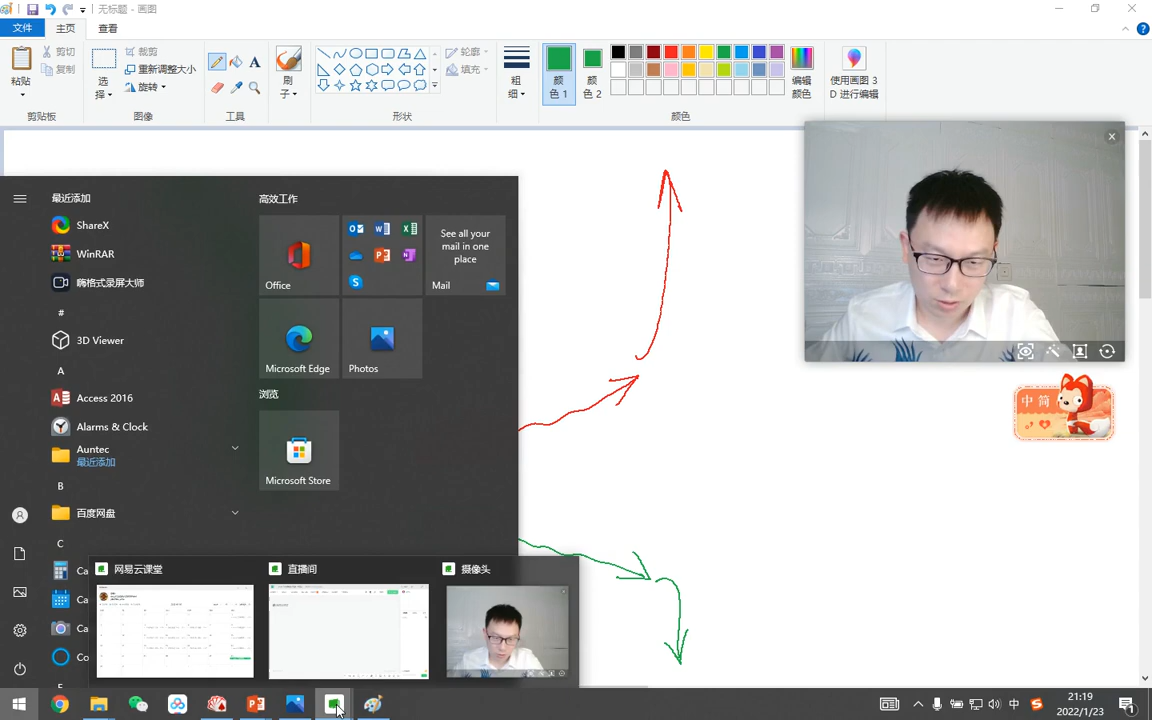 无标题 - 画图
文件
主页
查看
粘贴
剪切
复制
剪贴板
选择
裁剪
重新调整大小
旋转
图像
A
工具
刷子
轮廓
填充
形状
粗细
颜色 1
颜色 2
编辑颜色
使用画图 3D 进行编辑
颜色
中 简
最近添加
ShareX
WinRAR
嗨格式录屏大师
#
3D Viewer
A
Access 2016
Alarms & Clock
Auntec
最近添加
B
百度网盘
C
Ca
Ca
Ca
Co
高效工作
Office
See all your mail in one place
Mail
Microsoft Edge
Photos
浏览
Microsoft Store
网易云课堂
直播间
摄像头
中
21:19
2022/1/23
1